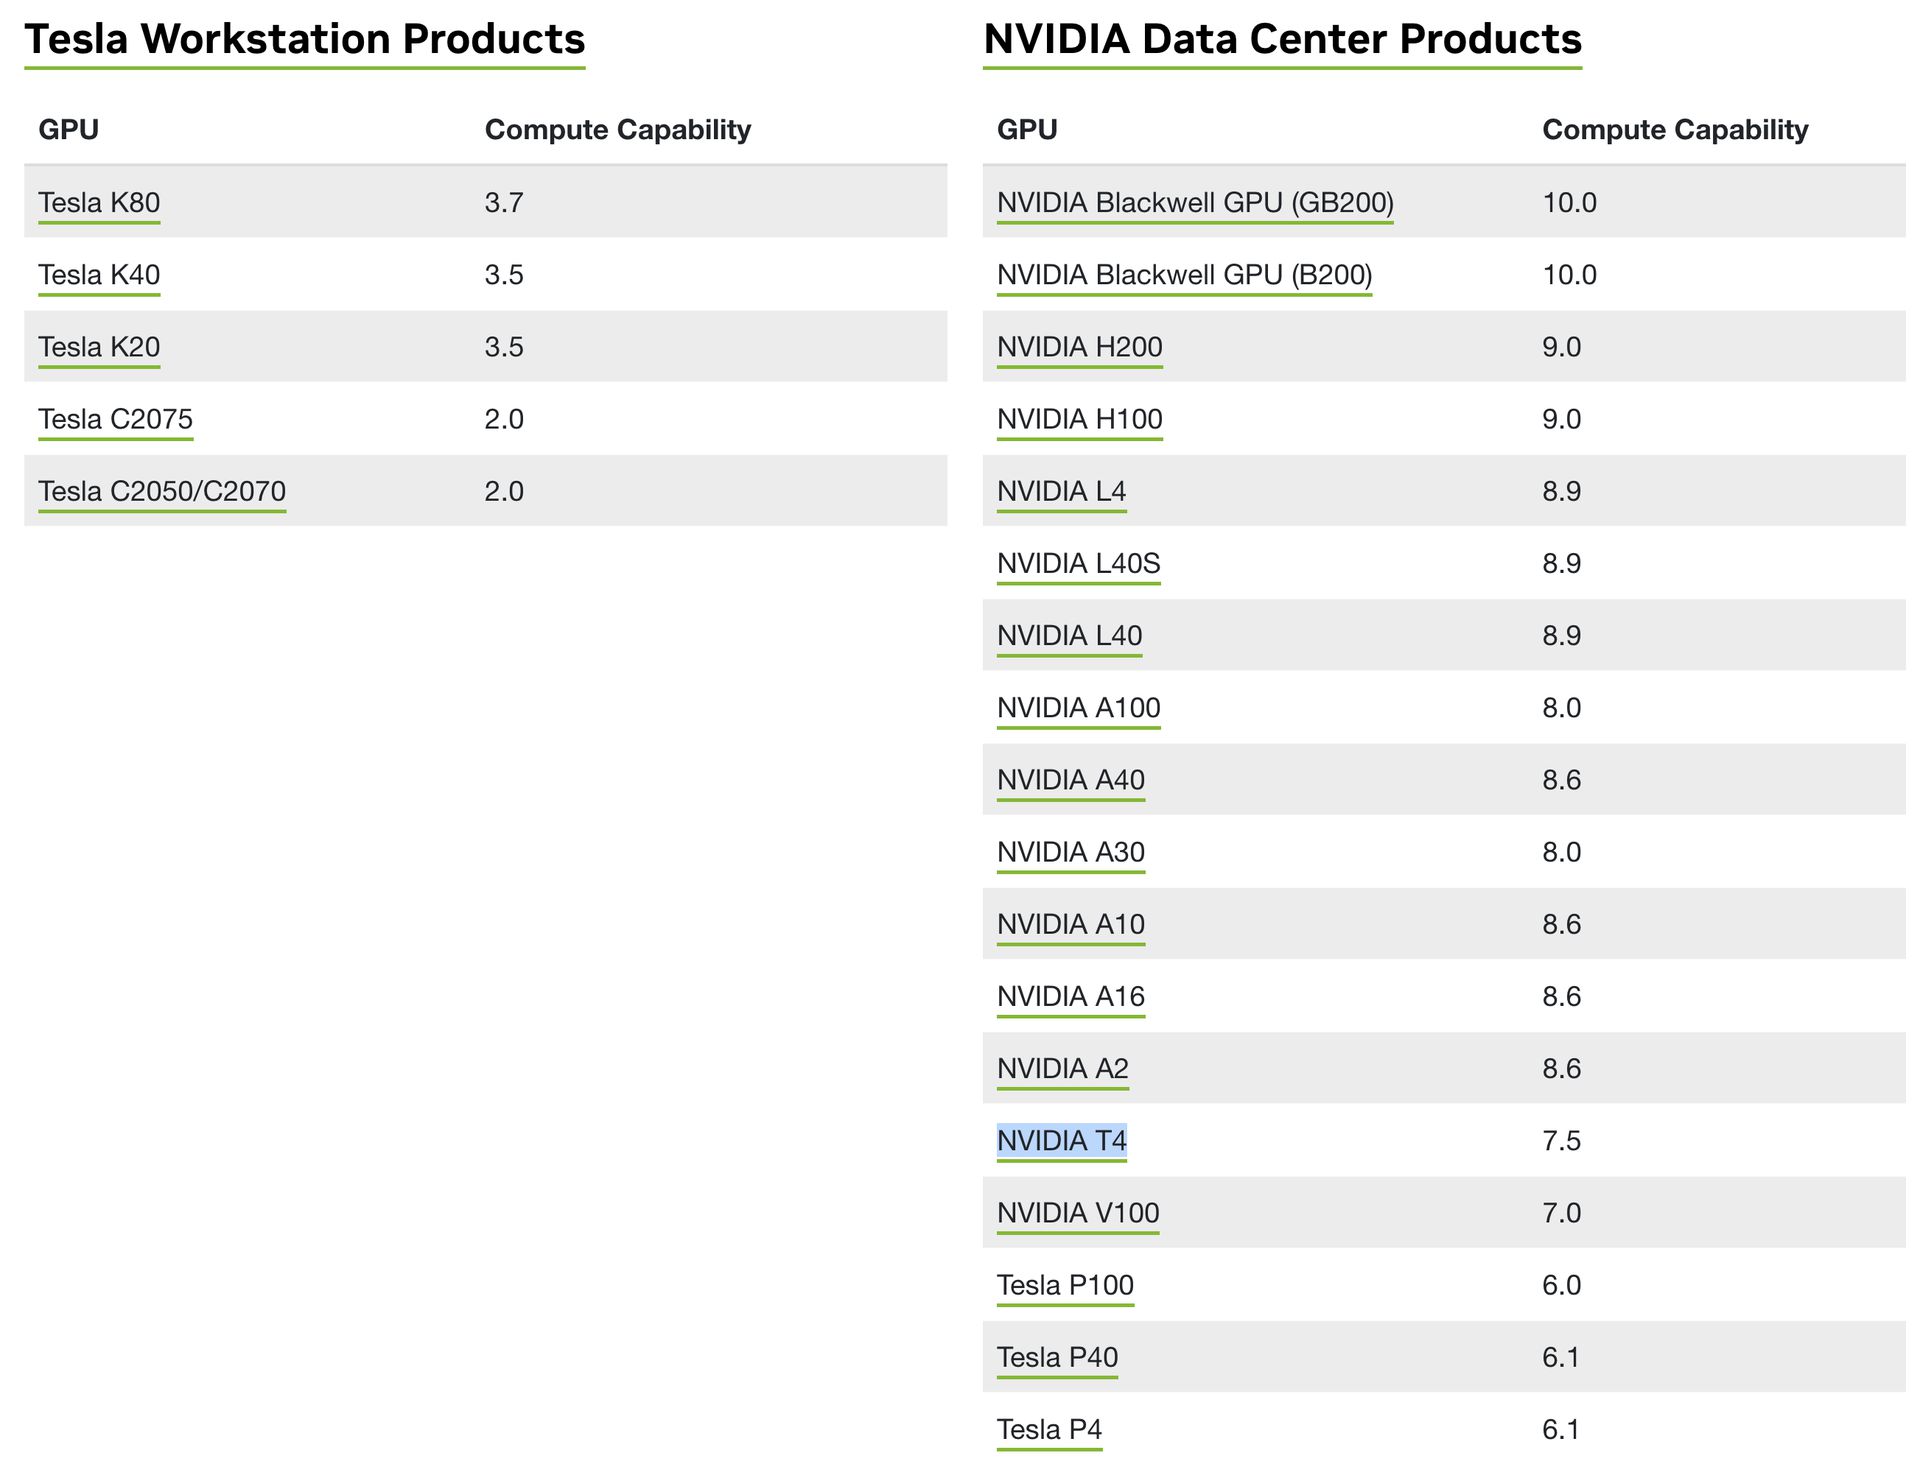 Tesla Workstation Products
GPU Compute Capability
Tesla K80 3.7
Tesla K40 3.5
Tesla K20 3.5
Tesla C2075 2.0
Tesla C2050/C2070 2.0
NVIDIA Data Center Products
GPU Compute Capability
NVIDIA Blackwell GPU (GB200) 10.0
NVIDIA Blackwell GPU (B200) 10.0
NVIDIA H200 9.0
NVIDIA H100 9.0
NVIDIA L4 8.9
NVIDIA L40S 8.9
NVIDIA L40 8.9
NVIDIA A100 8.0
NVIDIA A40 8.6
NVIDIA A30 8.0
NVIDIA A10 8.6
NVIDIA A16 8.6
NVIDIA A2 8.6
NVIDIA T4 7.5
NVIDIA V100 7.0
Tesla P100 6.0
Tesla P40 6.1
Tesla P4 6.1